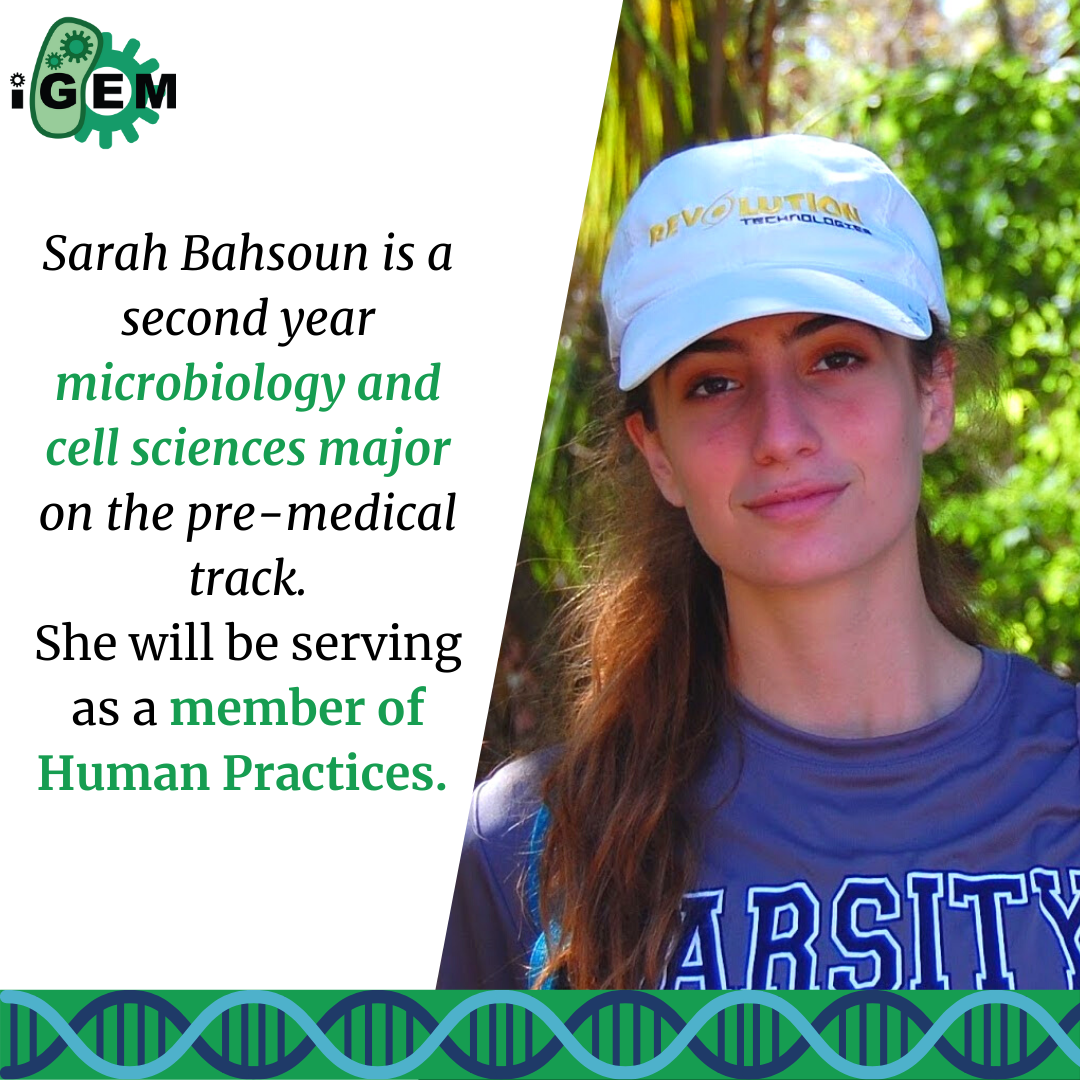 iGEM
Sarah Bahsoun is a
second year
microbiology and
cell sciences major
on the pre-medical
track.
She will be serving
as a member of
Human Practices.
REVOLUTION
TECHNOLOGIES
ARSITY